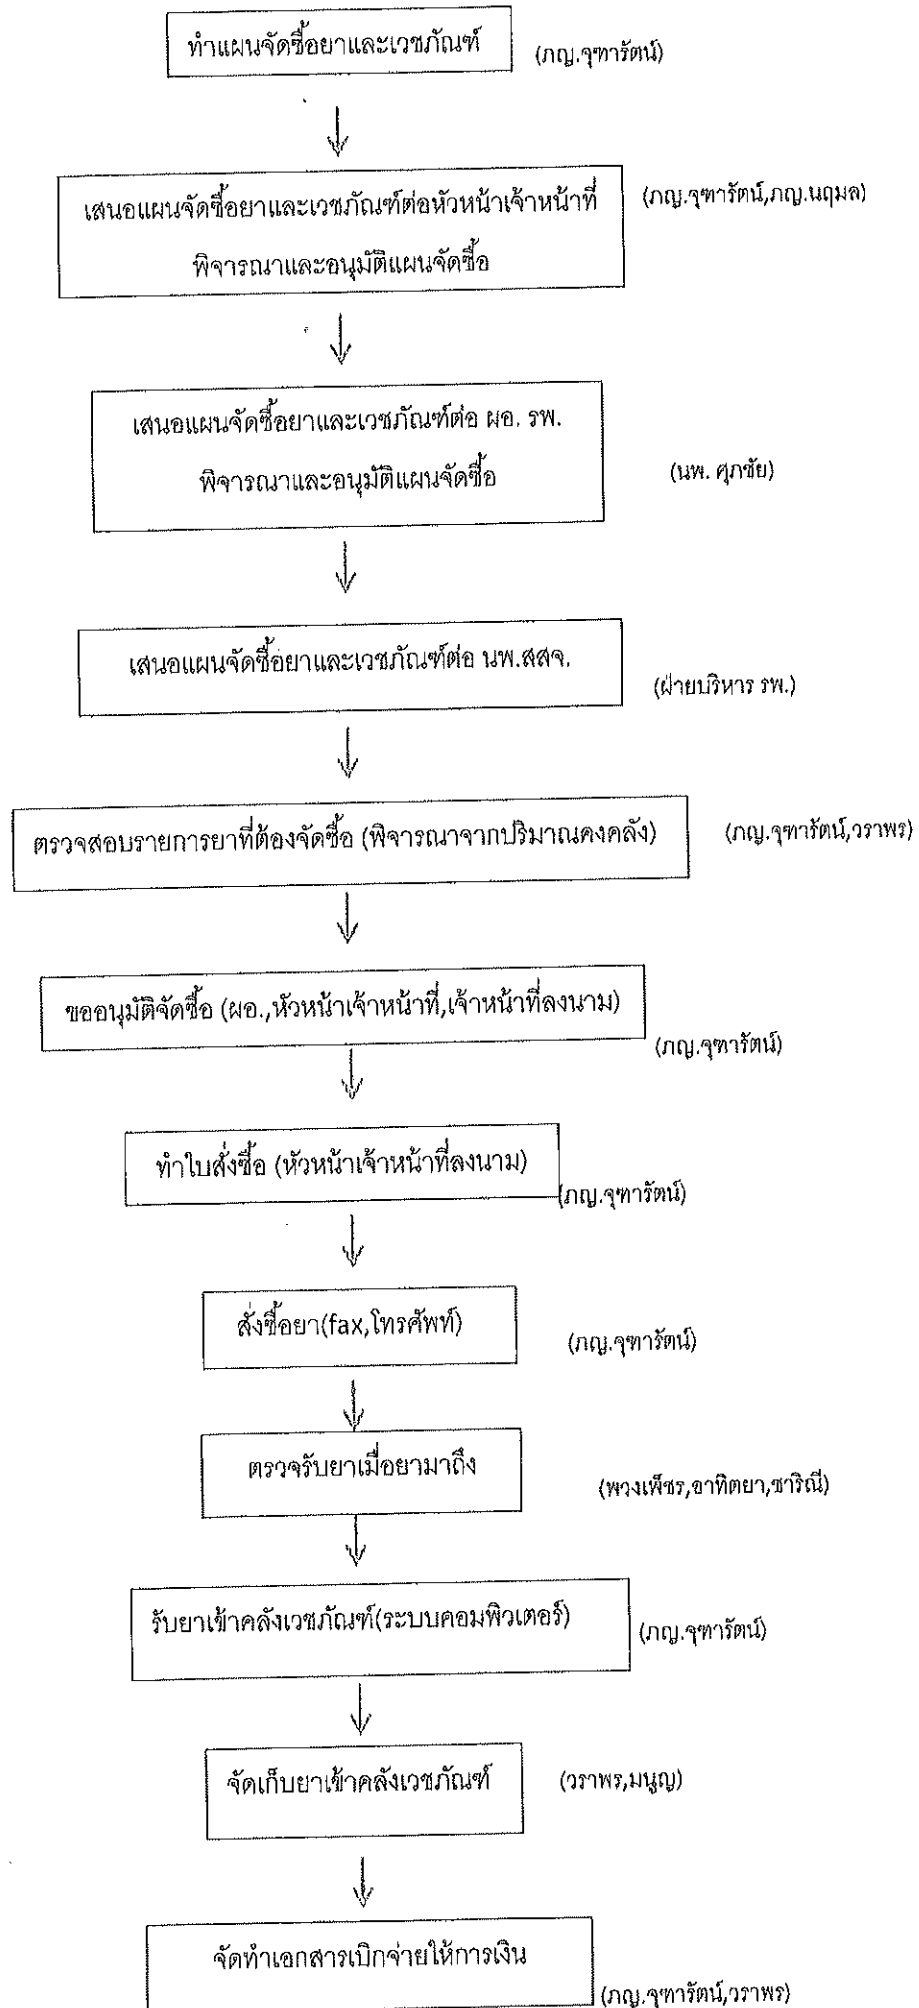 ทำแผนจัดซื้อยาและเวชภัณฑ์
(ภญ.จุฑารัตน์)
เสนอแผนจัดซื้อยาและเวชภัณฑ์ต่อหัวหน้าเจ้าหน้าที่
พิจารณาและอนุมัติแผนจัดซื้อ
(ภญ.จุฑารัตน์,ภญ.นฤมล)
เสนอแผนจัดซื้อยาและเวชภัณฑ์ต่อ ผอ. รพ.
พิจารณาและอนุมัติแผนจัดซื้อ
(นพ. ศุภชัย)
เสนอแผนจัดซื้อยาและเวชภัณฑ์ต่อ นพ.สสจ.
(ฝ่ายบริหาร รพ.)
ตรวจสอบรายการยาที่ต้องจัดซื้อ (พิจารณาจากปริมาณคงคลัง)
(ภญ.จุฑารัตน์,วราพร)
ขออนุมัติจัดซื้อ (ผอ.,หัวหน้าเจ้าหน้าที่,เจ้าหน้าที่ลงนาม)
(ภญ.จุฑารัตน์)
ทำใบสั่งซื้อ (หัวหน้าเจ้าหน้าที่ลงนาม)
(ภญ.จุฑารัตน์)
สั่งซื้อยา(fax,โทรศัพท์)
(ภญ.จุฑารัตน์)
ตรวจรับยาเมื่อยามาถึง
(พวงเพ็ชร,อาทิตยา,ชาริณี)
รับยาเข้าคลังเวชภัณฑ์(ระบบคอมพิวเตอร์)
(ภญ.จุฑารัตน์)
จัดเก็บยาเข้าคลังเวชภัณฑ์
(วราพร,มนูญ)
จัดทำเอกสารเบิกจ่ายให้การเงิน
(ภญ.จุฑารัตน์,วราพร)